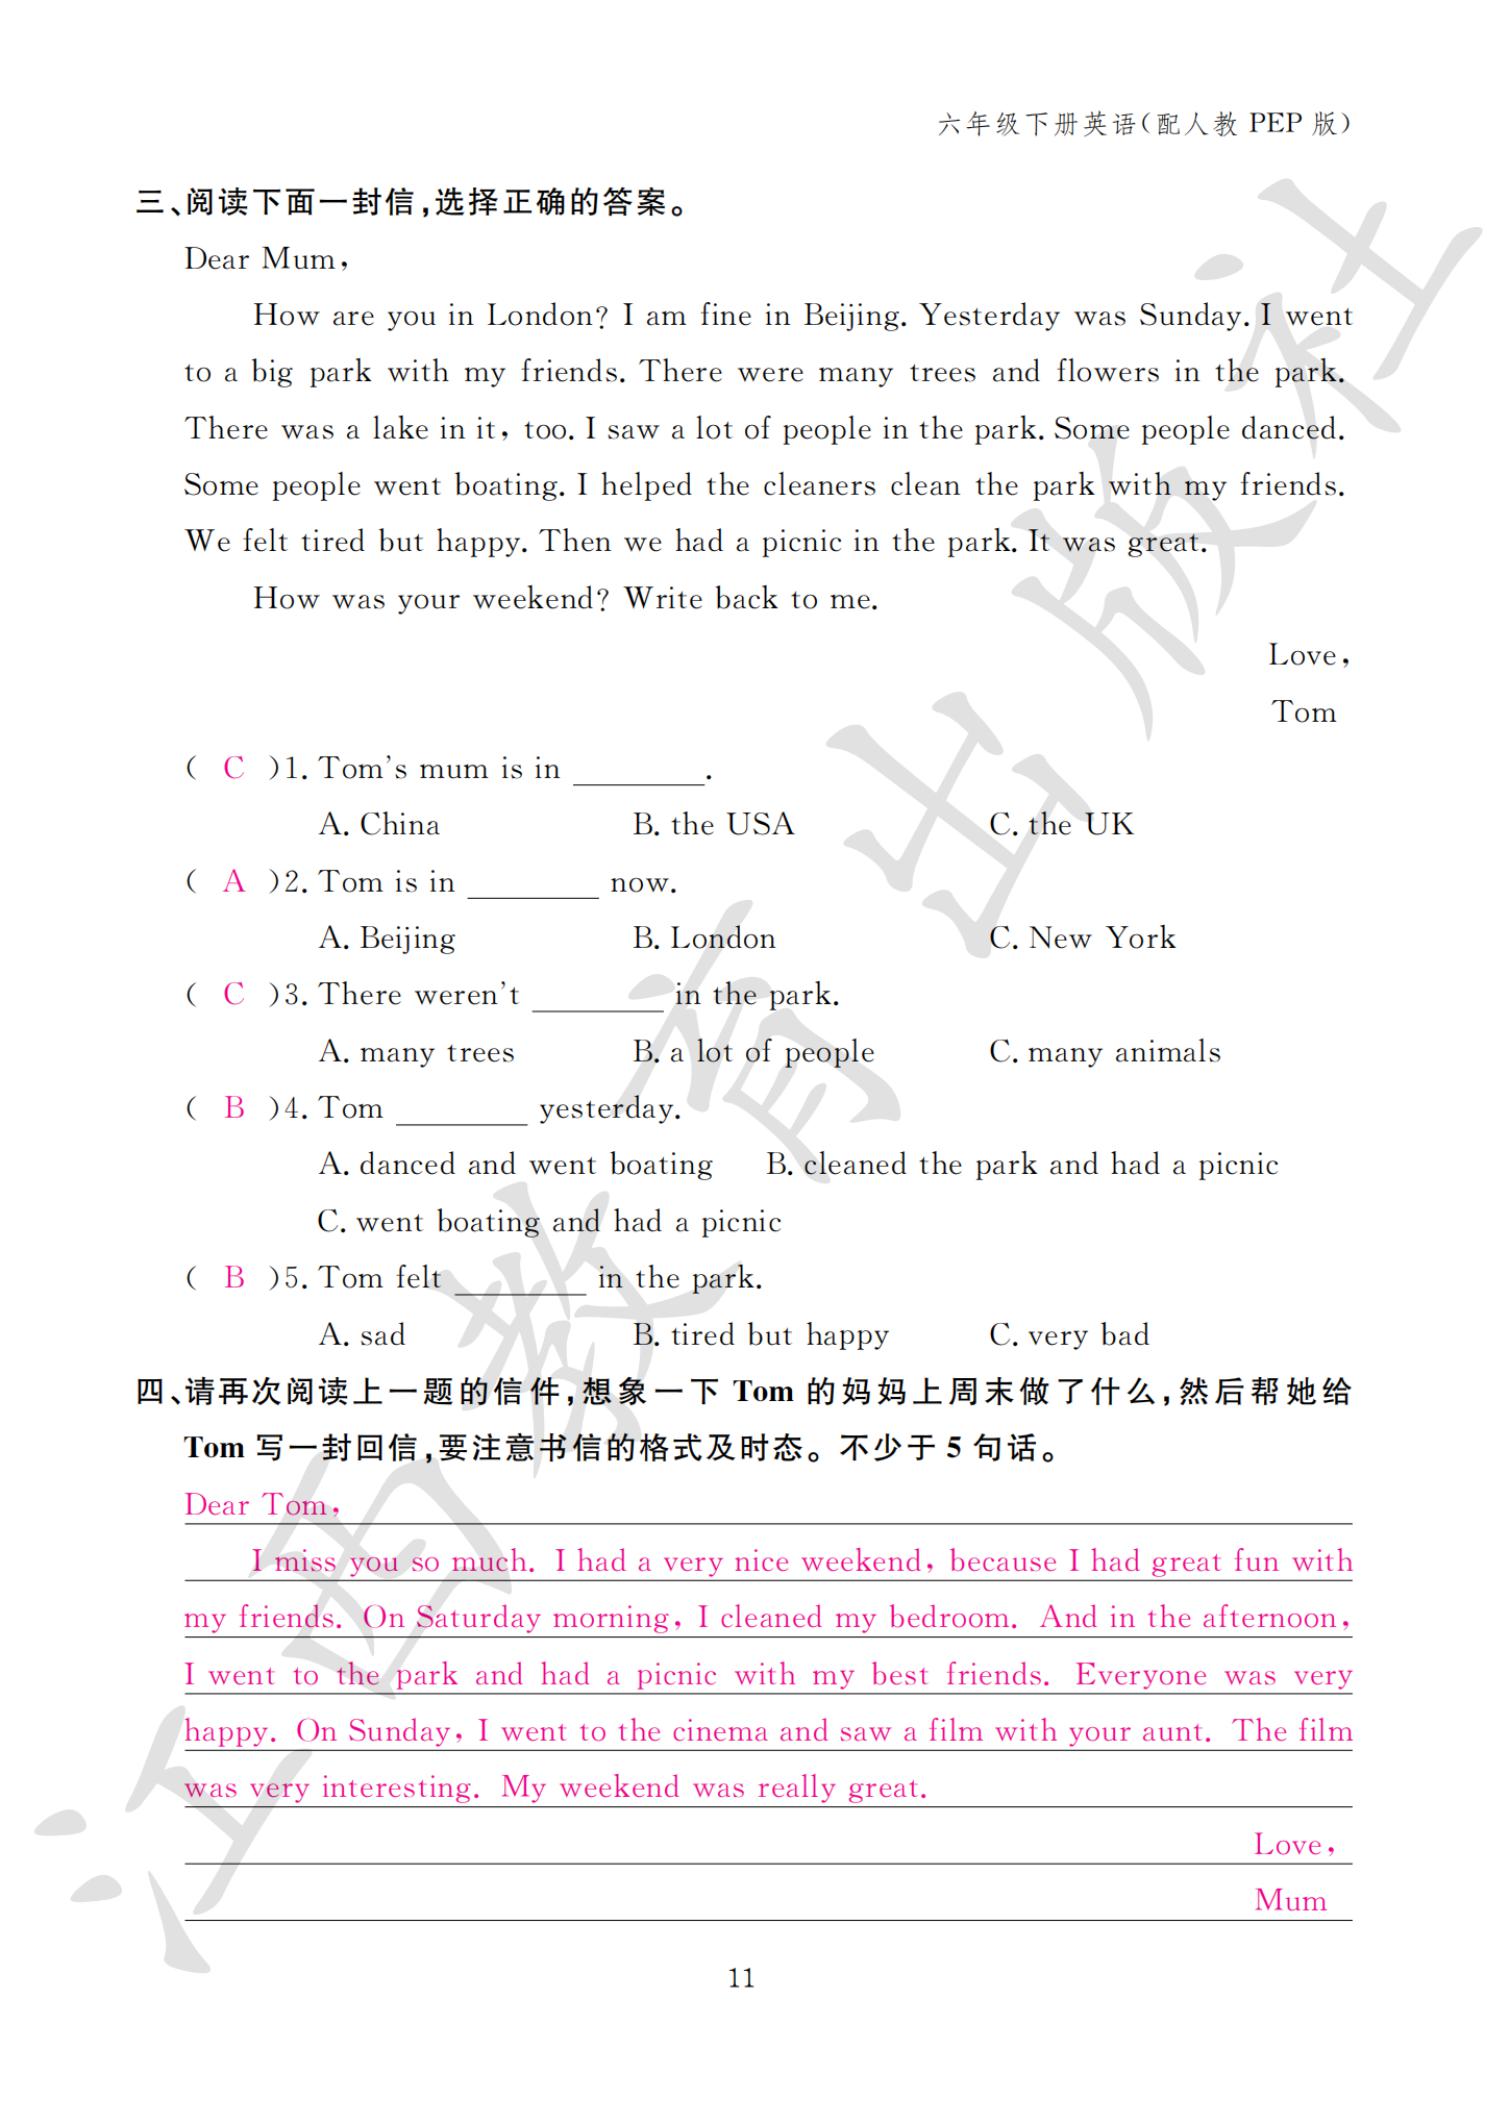 六年级下册英语(配人教 PEP 版)
三、阅读下面一封信,选择正确的答案。
Dear Mum,
How are you in London? I am fine in Beijing. Yesterday was Sunday. I went
to a big park with my friends. There were many trees and flowers in the park.
There was a lake in it, too. I saw a lot of people in the park. Some people danced.
Some people went boating. I helped the cleaners clean the park with my friends.
We felt tired but happy. Then we had a picnic in the park. It was great.
How was your weekend? Write back to me.
Love,
Tom
( C )1. Tom's mum is in ________.
A. China B. the USA C. the UK
( A )2. Tom is in ________ now.
A. Beijing B. London C. New York
( C )3. There weren't ________ in the park.
A. many trees B. a lot of people C. many animals
( B )4. Tom ________ yesterday.
A. danced and went boating B. cleaned the park and had a picnic
C. went boating and had a picnic
( B )5. Tom felt ________ in the park.
A. sad B. tired but happy C. very bad
四、请再次阅读上一题的信件,想象一下 Tom 的妈妈上周末做了什么,然后帮她给
Tom 写一封回信,要注意书信的格式及时态。不少于 5 句话。
Dear Tom,
I miss you so much. I had a very nice weekend, because I had great fun with
my friends. On Saturday morning, I cleaned my bedroom. And in the afternoon,
I went to the park and had a picnic with my best friends. Everyone was very
happy. On Sunday, I went to the cinema and saw a film with your aunt. The film
was very interesting. My weekend was really great.
Love,
Mum
11
江西教育出版社